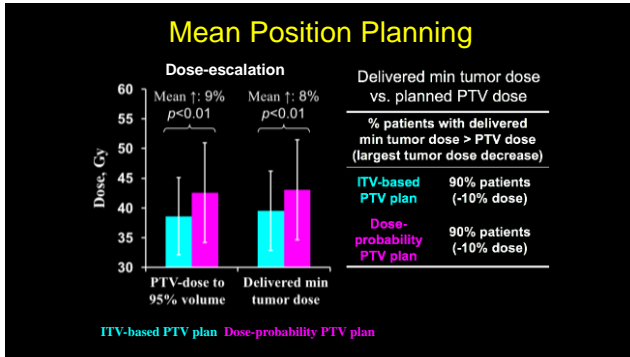 Mean Position Planning
Dose-escalation
Mean ↑: 9%
p<0.01
Mean ↑: 8%
p<0.01
Dose, Gy
60
55
50
45
40
35
30
PTV-dose to
95% volume
Delivered min
tumor dose
ITV-based PTV plan Dose-probability PTV plan
Delivered min tumor dose
vs. planned PTV dose
% patients with delivered
min tumor dose > PTV dose
(largest tumor dose decrease)
ITV-based
PTV plan
90% patients
(-10% dose)
Dose-
probability
PTV plan
90% patients
(-10% dose)